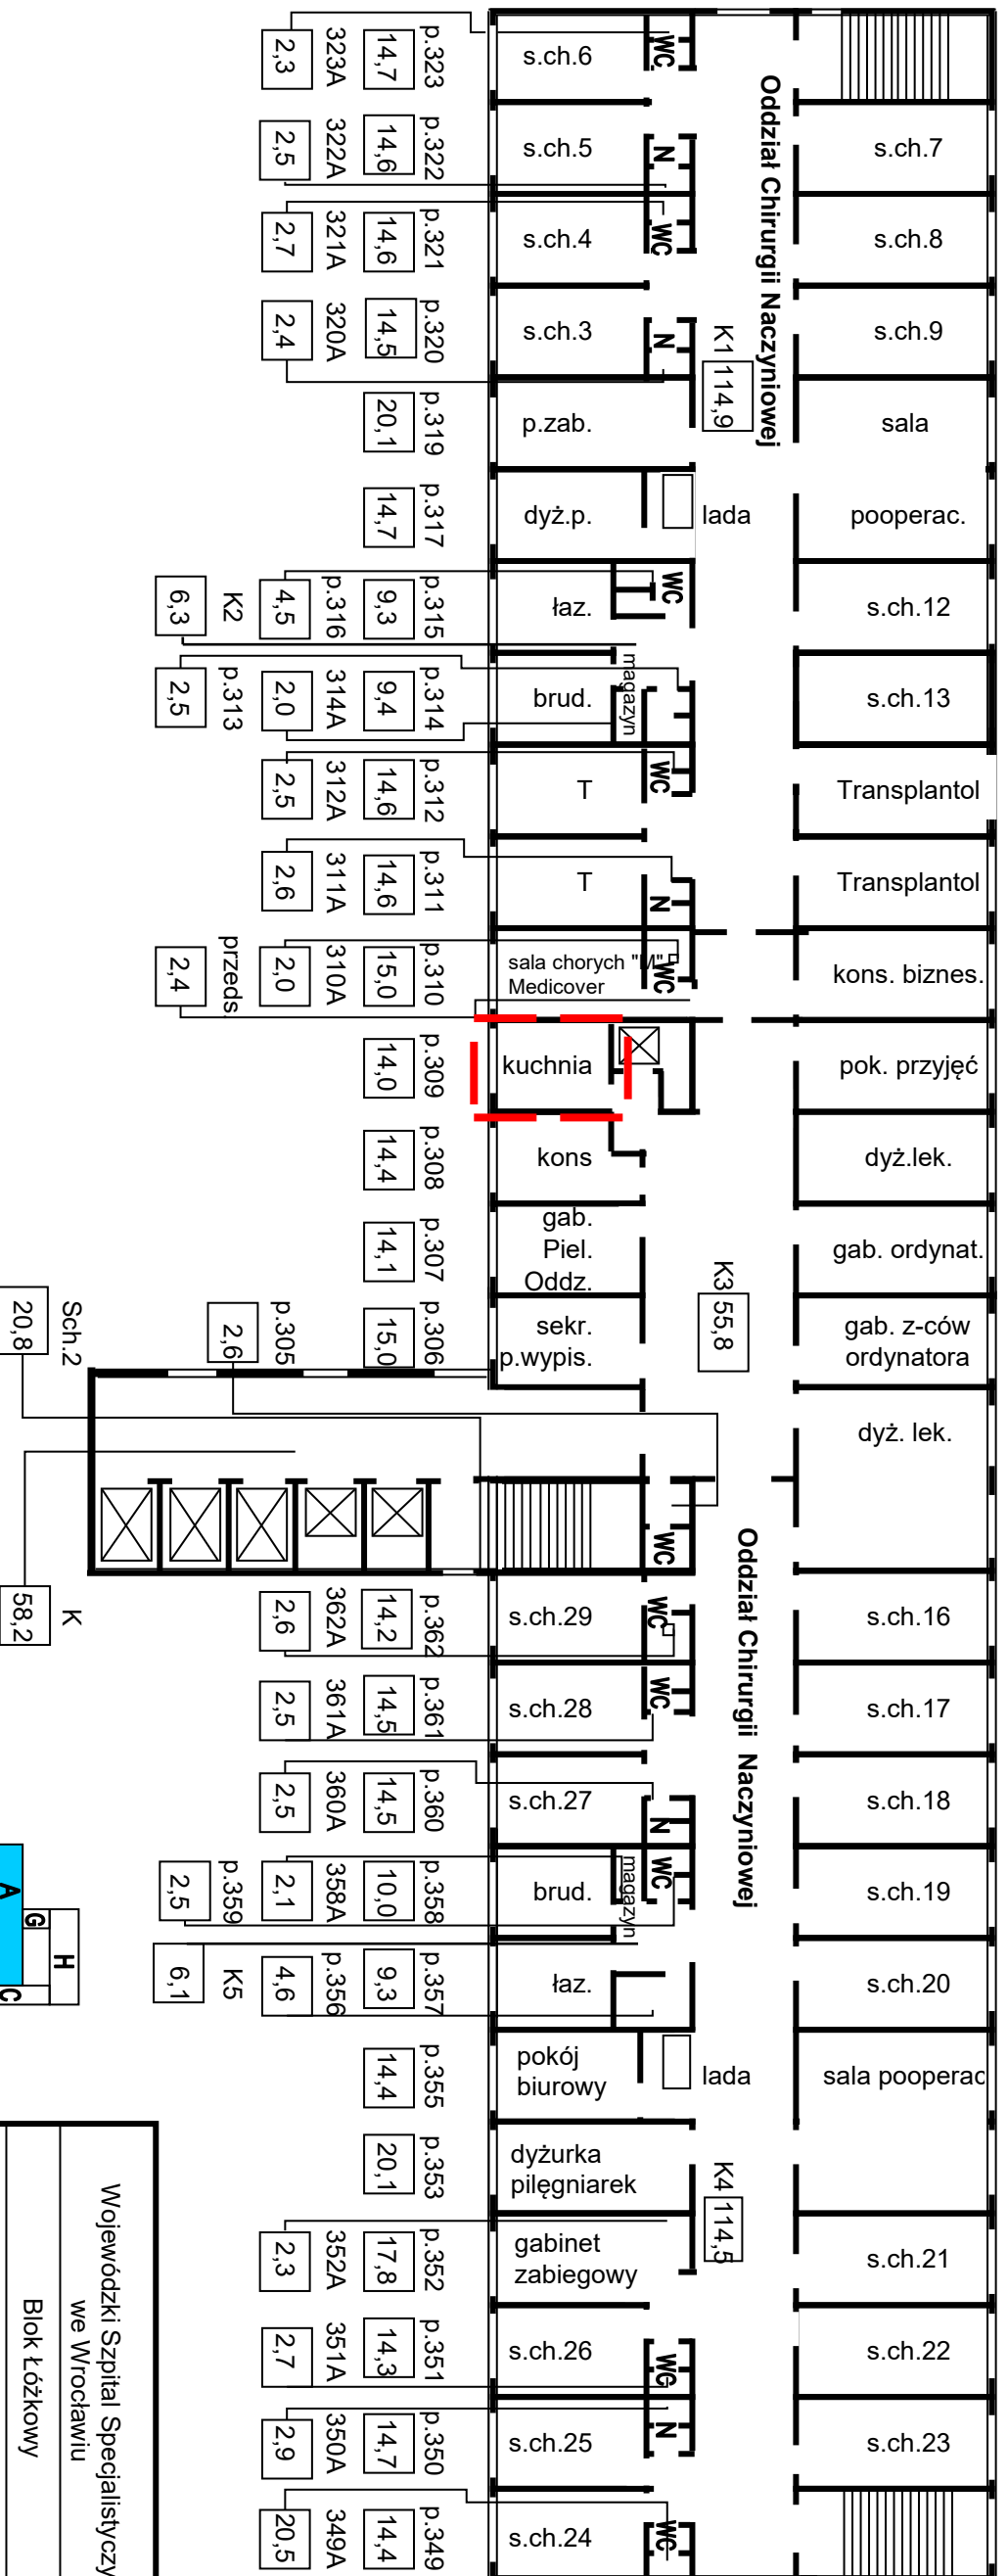 p.323
14,7
323A
2,3
s.ch.6
WC
p.322
14,6
322A
2,5
s.ch.5
N
s.ch.7
p.321
14,6
321A
2,7
s.ch.4
WC
s.ch.8
p.320
14,5
320A
2,4
s.ch.3
N
s.ch.9
Oddział Chirurgii Naczyniowej
K1 114,9
p.319
20,1
p.zab.
sala
pooperac.
p.317
14,7
dyż.p.
lada
p.315
9,3
p.316
4,5
K2
6,3
łaz.
WC
s.ch.12
p.314
9,4
314A
2,0
p.313
2,5
brud.
magazyn
s.ch.13
p.312
14,6
312A
2,5
T
WC
Transplantol
p.311
14,6
311A
2,6
T
N
Transplantol
p.310
15,0
310A
2,0
przeds.
2,4
sala chorych "M"
Medicover
WC
kons. biznes.
p.309
14,0
kuchnia
pok. przyjęć
p.308
14,4
kons
dyż.lek.
p.307
14,1
gab.
Piel.
Oddz.
gab. ordynat.
K3 55,8
p.306
15,0
p.305
2,6
sekr.
p.wypis.
gab. z-ców
ordynatora
Sch.2
20,8
dyż. lek.
WC
K
58,2
Oddział Chirurgii Naczyniowej
p.362
14,2
362A
2,6
s.ch.29
WC
s.ch.16
p.361
14,5
361A
2,5
s.ch.28
WC
s.ch.17
p.360
14,5
360A
2,5
s.ch.27
N
s.ch.18
p.358
10,0
358A
2,1
p.359
2,5
brud.
magazyn
WC
s.ch.19
p.357
9,3
p.356
4,6
K5
6,1
łaz.
s.ch.20
A
G
H
C
p.355
14,4
pokój
biurowy
lada
sala pooperac
p.353
20,1
dyżurka
pilęgniarek
K4 114,5
p.352
17,8
352A
2,3
gabinet
zabiegowy
s.ch.21
p.351
14,3
351A
2,7
s.ch.26
WC
s.ch.22
p.350
14,7
350A
2,9
s.ch.25
N
s.ch.23
p.349
14,4
349A
20,5
s.ch.24
WC
Wojewódzki Szpital Specjalistyczy
we Wrocławiu
Blok Łóżkowy